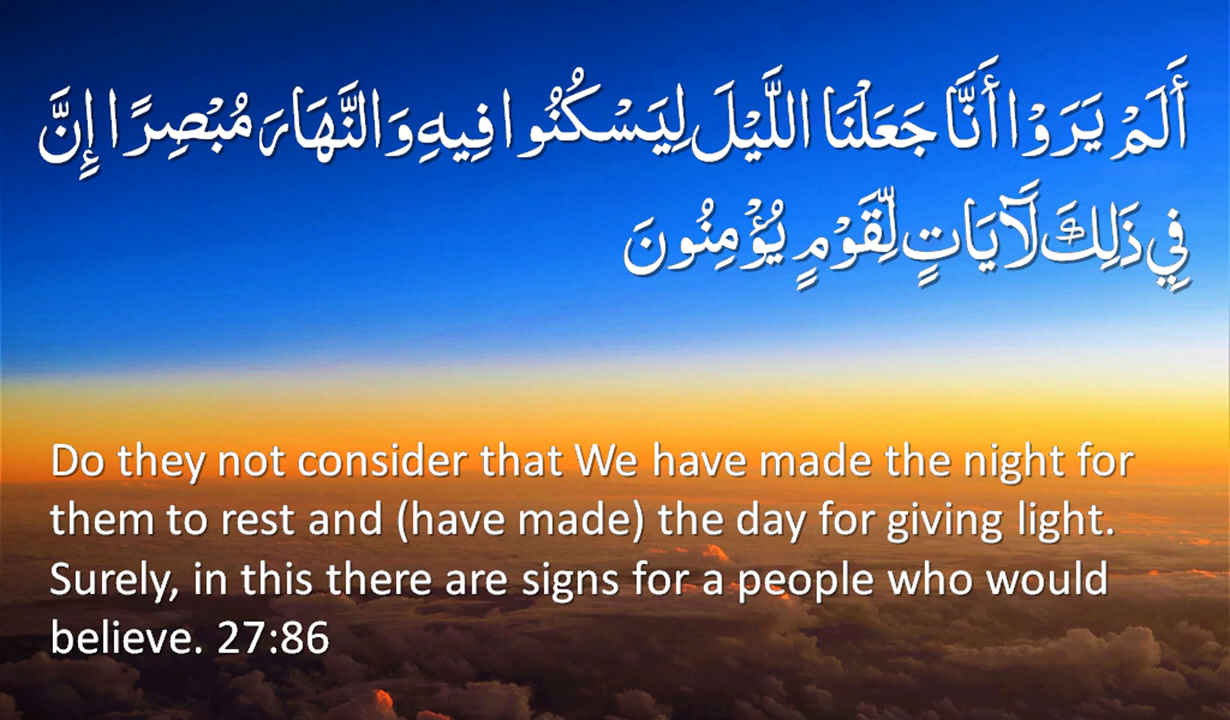 أَلَمْ يَرَوْا أَنَّا جَعَلْنَا اللَّيْلَ لِيَسْكُنُوا فِيهِ وَالنَّهَارَ مُبْصِرًا إِنَّ
فِي ذَلِكَ لَآيَاتٍ لِّقَوْمٍ يُؤْمِنُونَ
Do they not consider that We have made the night for
them to rest and (have made) the day for giving light.
Surely, in this there are signs for a people who would
believe. 27:86